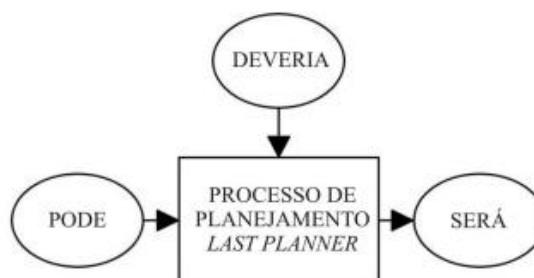 DEVERIA
PROCESSO DE
PLANEJAMENTO
LAST PLANNER
PODE
SERÁ